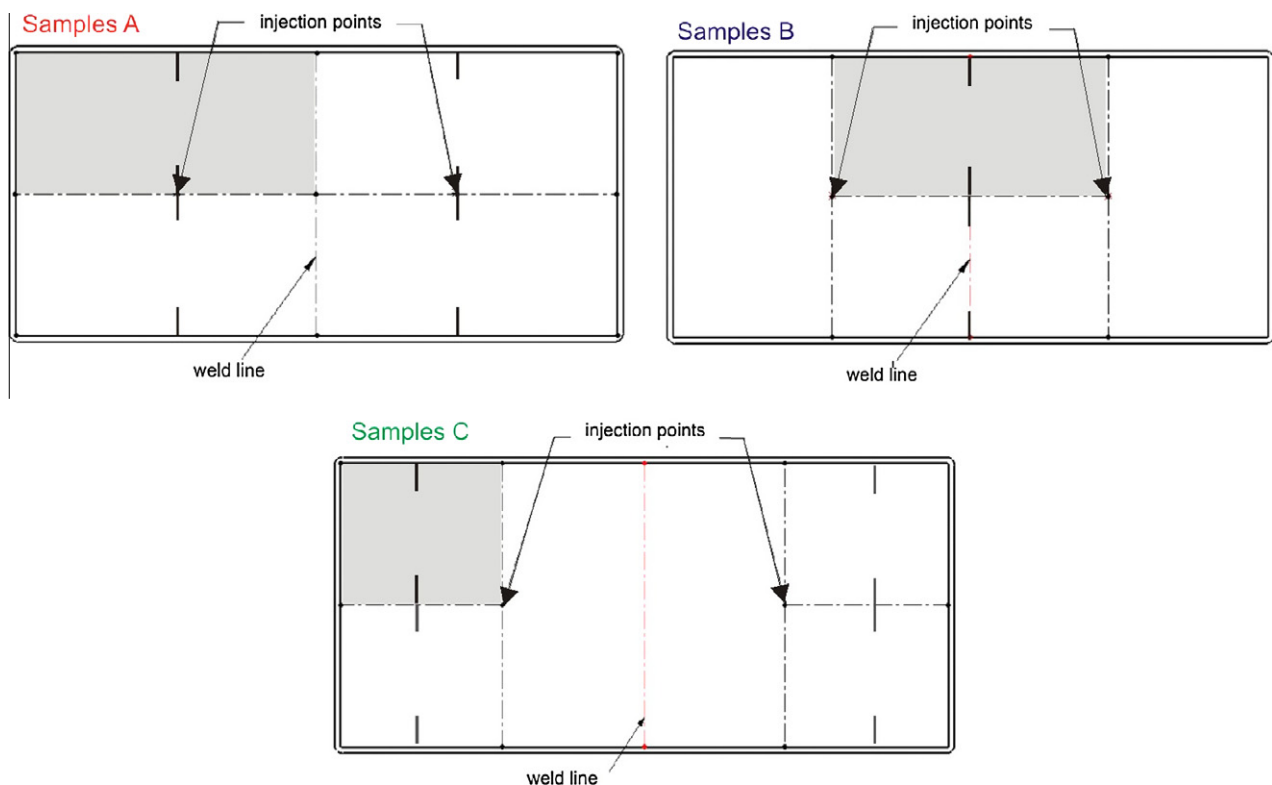 Samples A
injection points
weld line
Samples B
injection points
weld line
Samples C
injection points
weld line